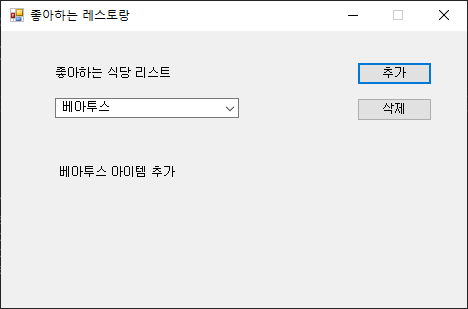 좋아하는 레스토랑
좋아하는 식당 리스트
추가
베아투스
삭제
베아투스 아이템 추가